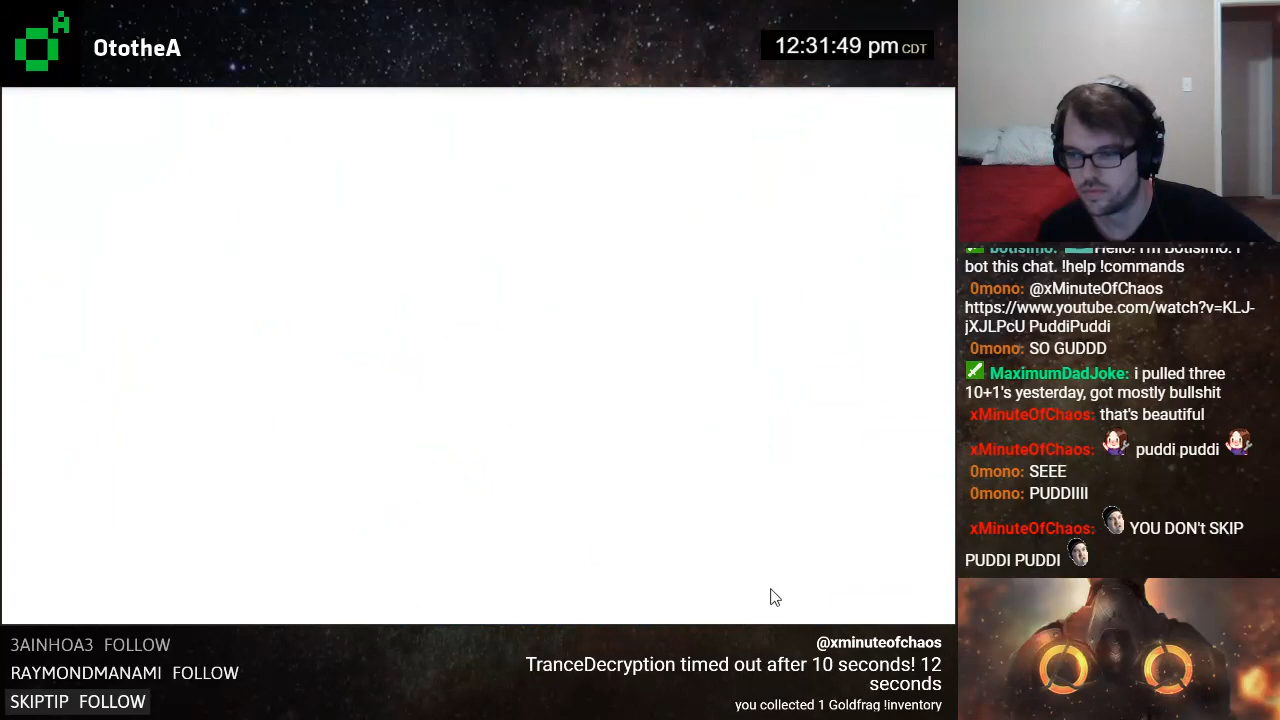 OtotheA
12:31:49 pm CDT
botisimo: Hello! I'm Botisimo. I
bot this chat. !help !commands
0mono: @xMinuteOfChaos
https://www.youtube.com/watch?v=KLJ-
jXJLPcU PuddiPuddi
0mono: SO GUDDD
MaximumDadJoke: i pulled three
10+1's yesterday, got mostly bullshit
xMinuteOfChaos: that's beautiful
xMinuteOfChaos: puddi puddi
0mono: SEEE
0mono: PUDDIIII
xMinuteOfChaos: YOU DON't SKIP
PUDDI PUDDI
3AINHOA3 FOLLOW
RAYMONDMANAMI FOLLOW
SKIPTIP FOLLOW
@xminuteofchaos
TranceDecryption timed out after 10 seconds! 12
seconds
you collected 1 Goldfrag !inventory